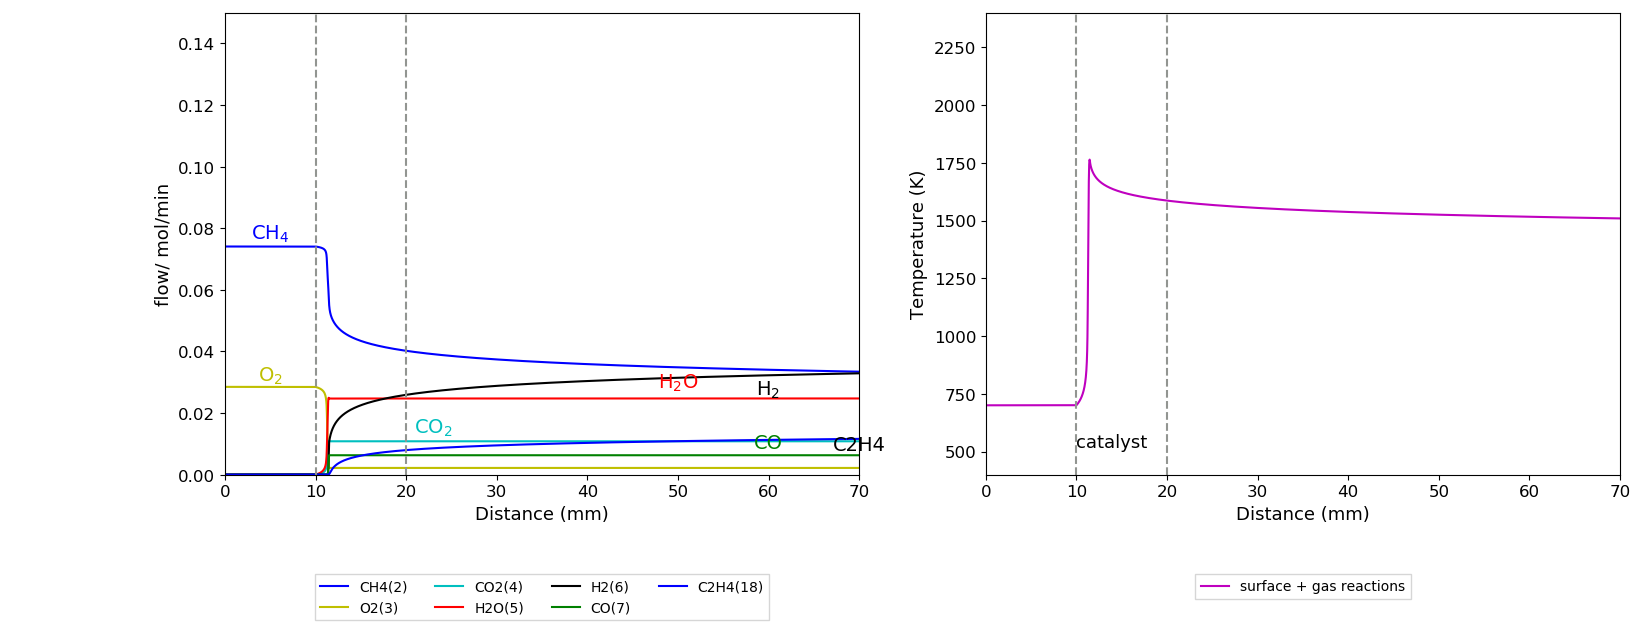 0.14
0.12
0.10
0.08
0.06
0.04
0.02
0.00
flow/ mol/min
CH4
O2
H2O
H2
CO2
CO
C2H4
0 10 20 30 40 50 60 70
Distance (mm)
CH4(2) CO2(4) H2(6) C2H4(18)
O2(3) H2O(5) CO(7)
2250
2000
1750
1500
1250
1000
750
500
Temperature (K)
catalyst
0 10 20 30 40 50 60 70
Distance (mm)
surface + gas reactions